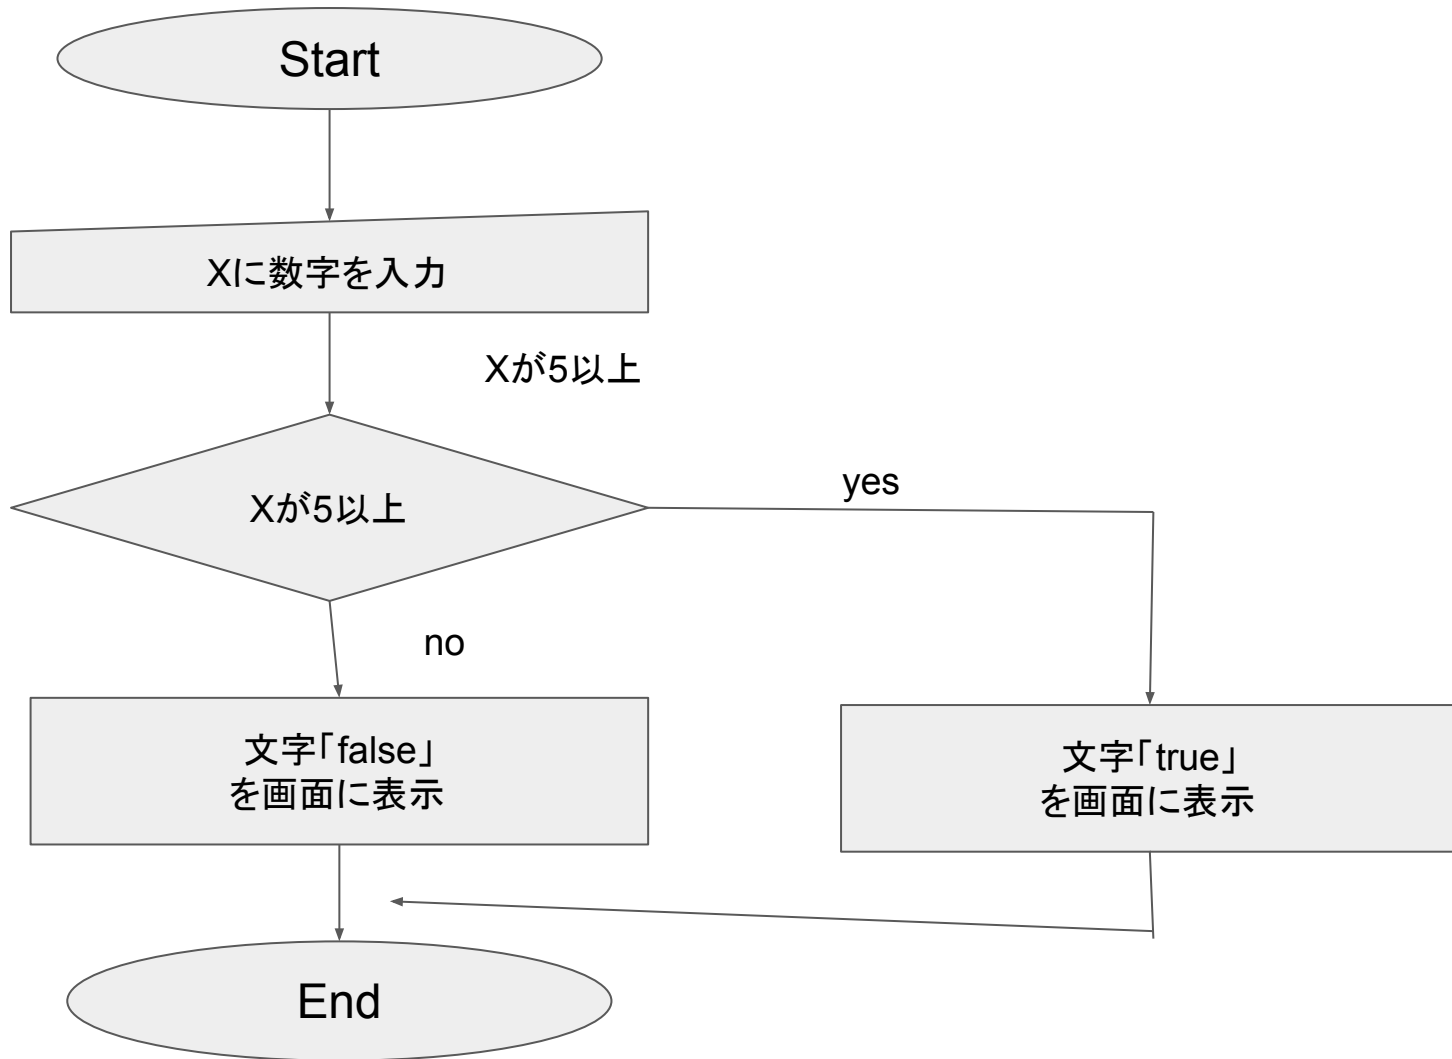 Start
Xに数字を入力
Xが5以上
Xが5以上
yes
no
文字「false」
を画面に表示
文字「true」
を画面に表示
End